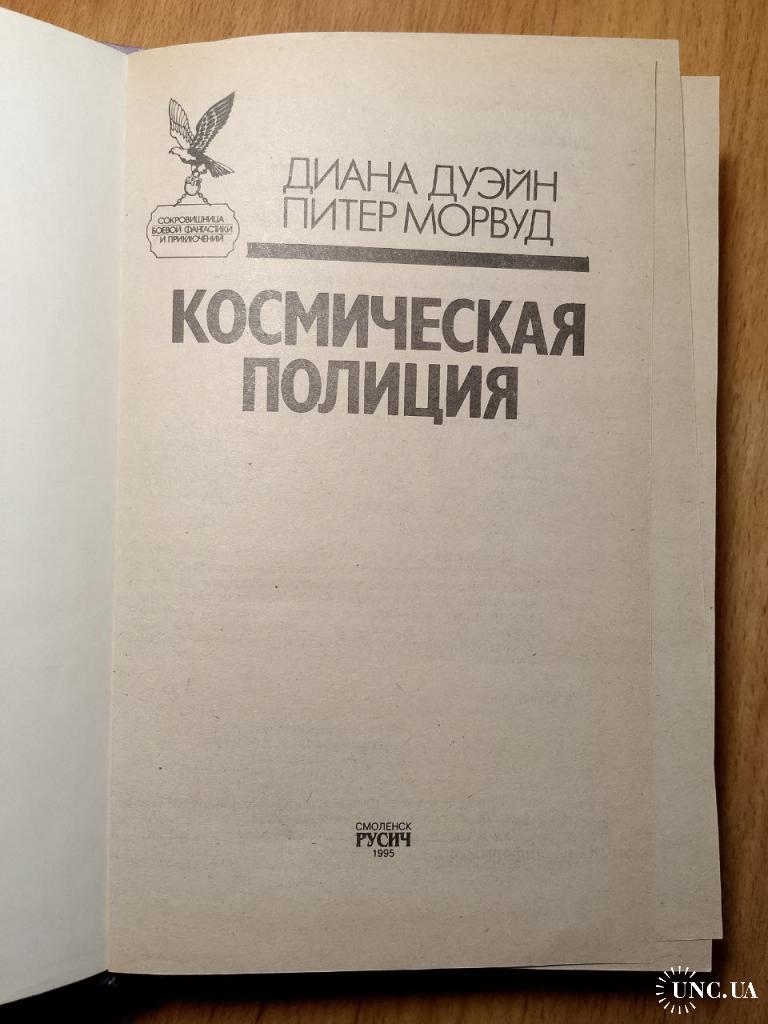 ДИАНА ДУЭЙН
ПИТЕР МОРВУД
СОКРОВИЩНИЦА
БОЕВОЙ ФАНТАСТИКИ
И ПРИКЛЮЧЕНИЙ
КОСМИЧЕСКАЯ
ПОЛИЦИЯ
СМОЛЕНСК
РУСИЧ
1995
UNC.UA